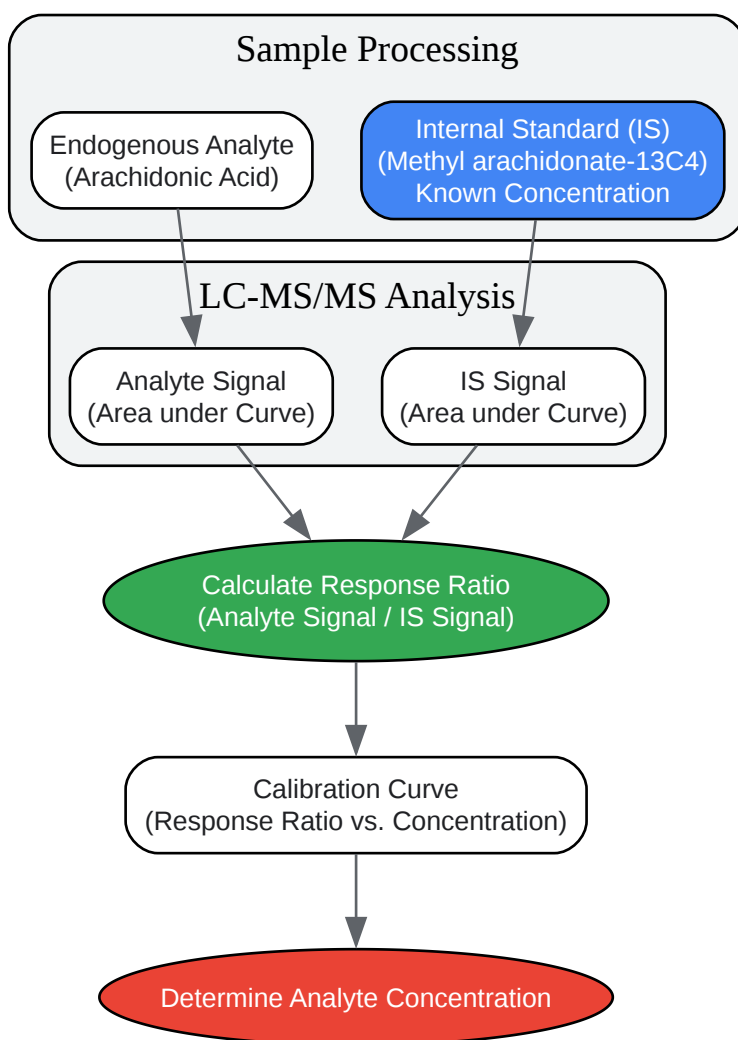 Sample Processing
Endogenous Analyte
(Arachidonic Acid)
Internal Standard (IS)
(Methyl arachidonate-13C4)
Known Concentration
LC-MS/MS Analysis
Analyte Signal
(Area under Curve)
IS Signal
(Area under Curve)
Calculate Response Ratio
(Analyte Signal / IS Signal)
Calibration Curve
(Response Ratio vs. Concentration)
Determine Analyte Concentration